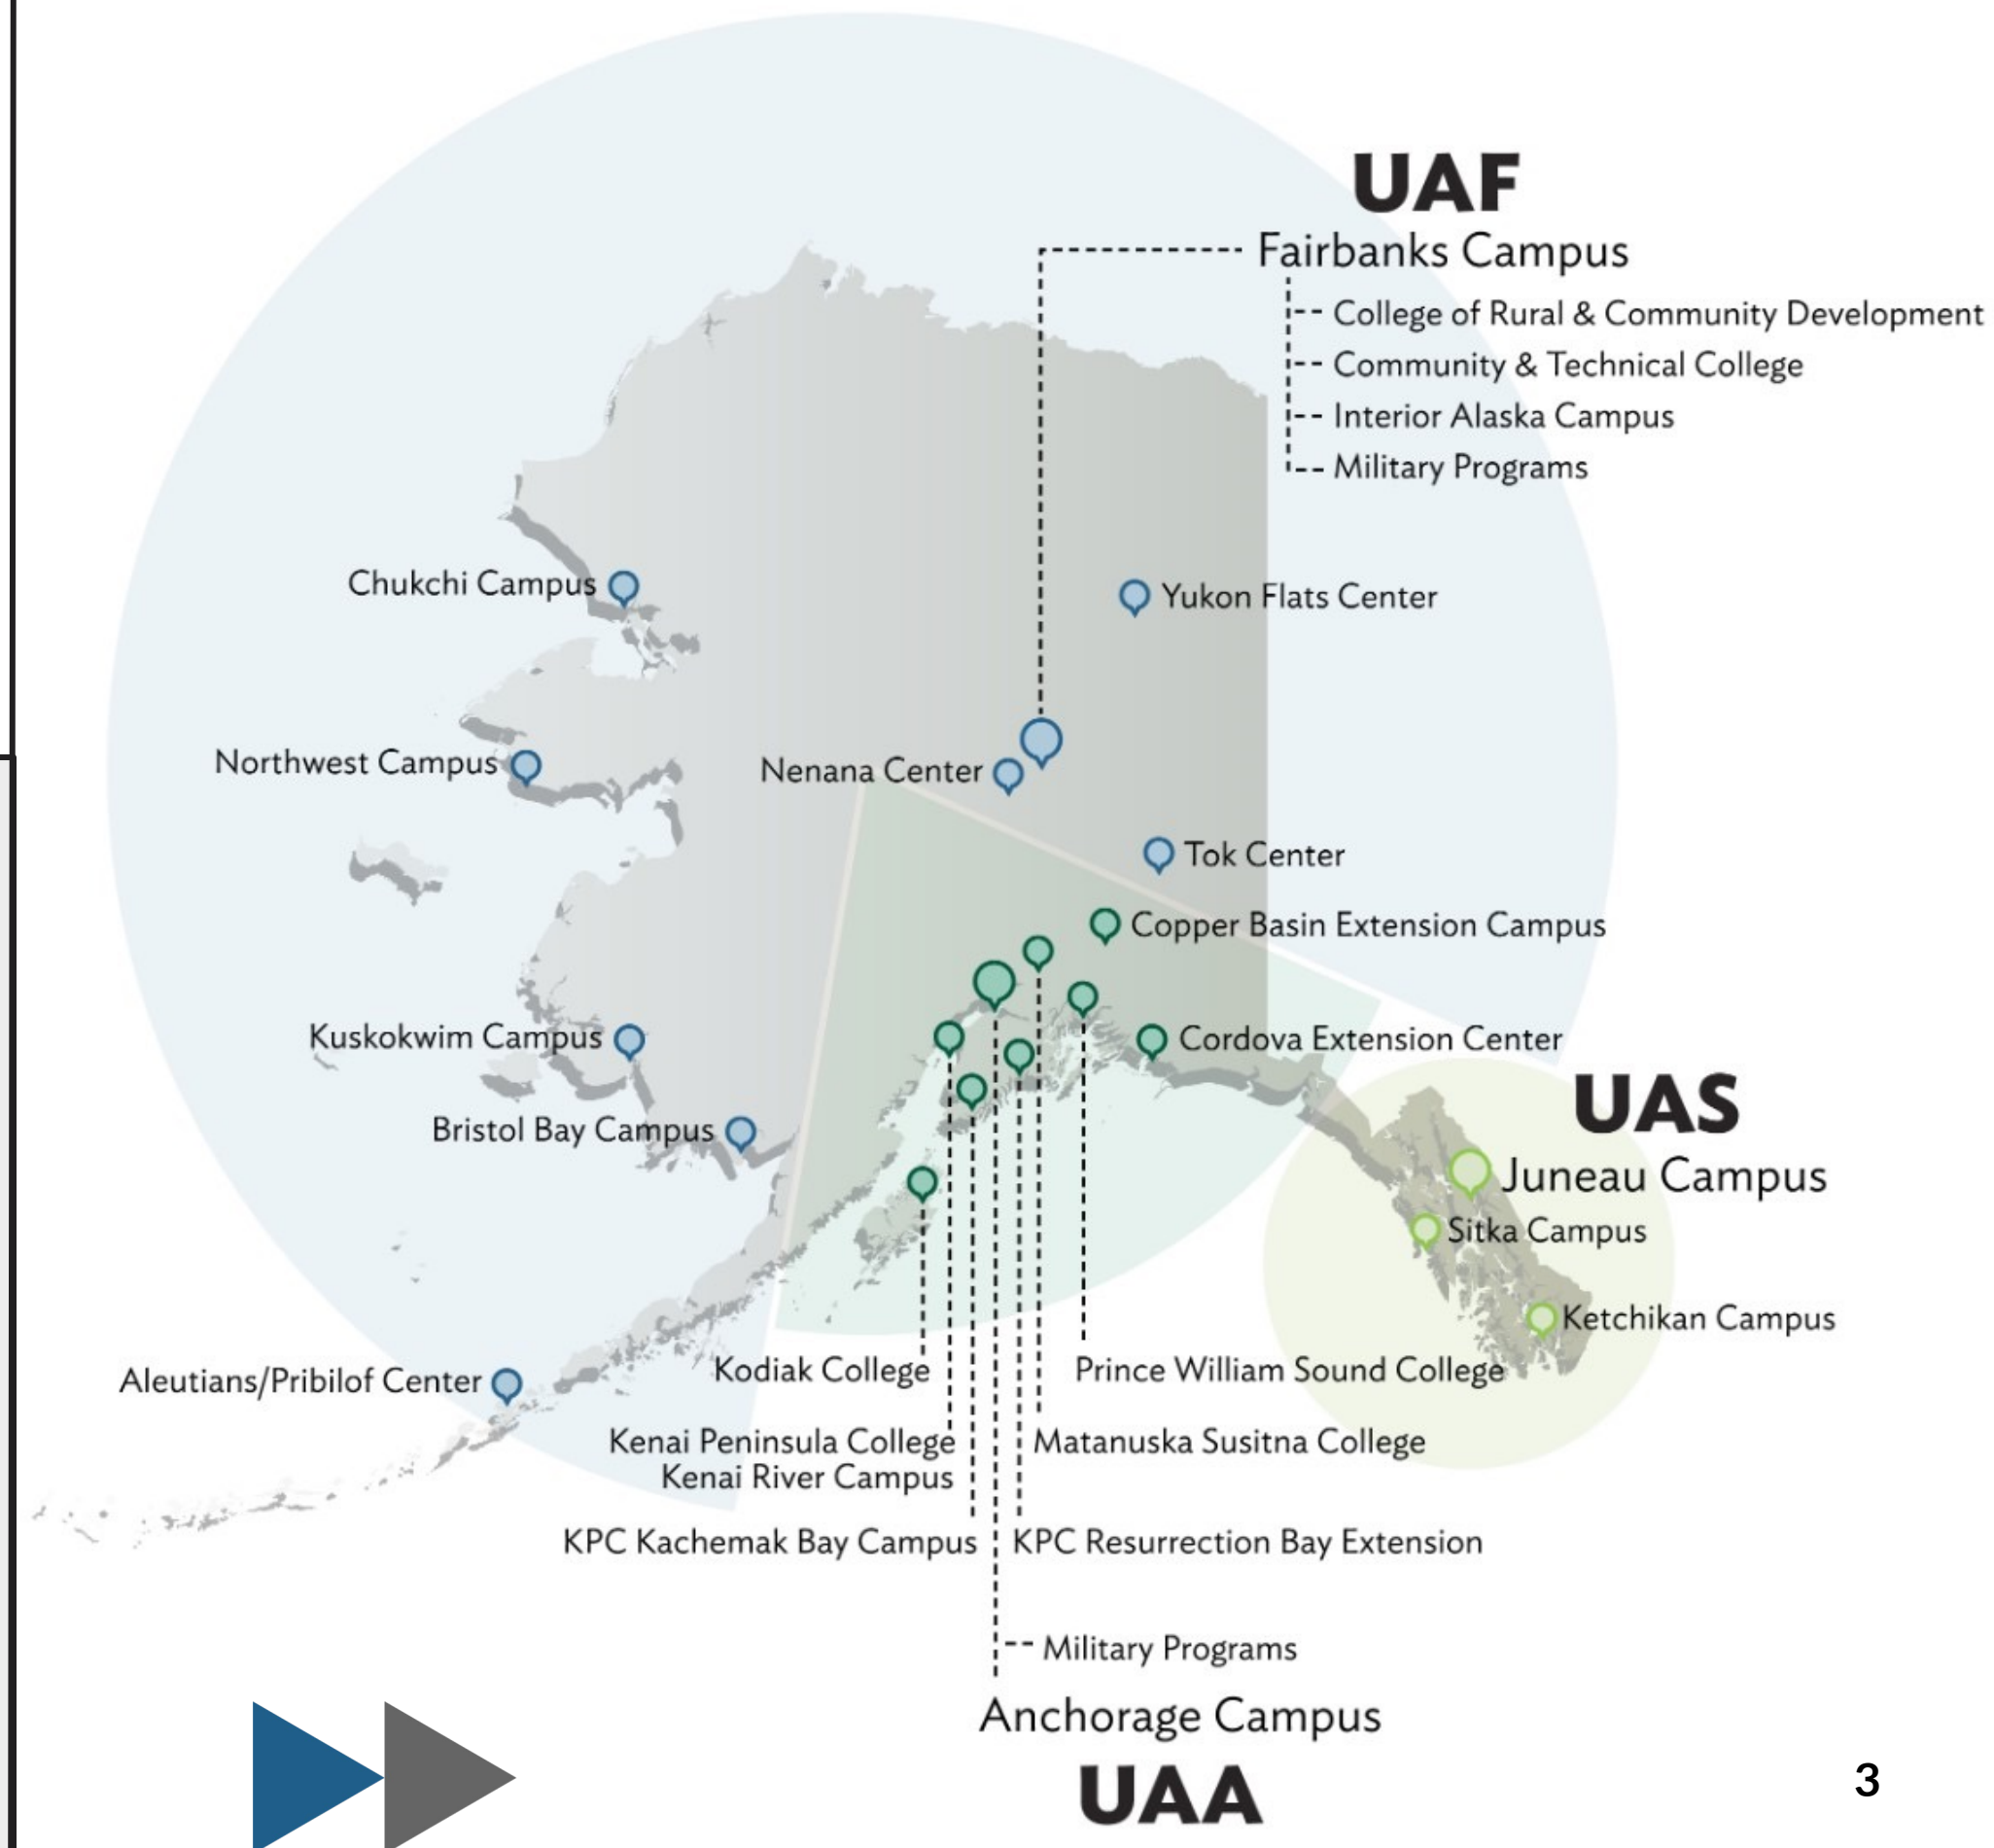 UAF
Fairbanks Campus
College of Rural & Community Development
Community & Technical College
Interior Alaska Campus
Military Programs
Chukchi Campus
Yukon Flats Center
Northwest Campus
Nenana Center
Tok Center
Copper Basin Extension Campus
Kuskokwim Campus
Cordova Extension Center
Bristol Bay Campus
UAS
Juneau Campus
Sitka Campus
Ketchikan Campus
Aleutians/Pribilof Center
Kodiak College
Prince William Sound College
Kenai Peninsula College
Kenai River Campus
Matanuska Susitna College
KPC Kachemak Bay Campus
KPC Resurrection Bay Extension
Military Programs
Anchorage Campus
UAA
3